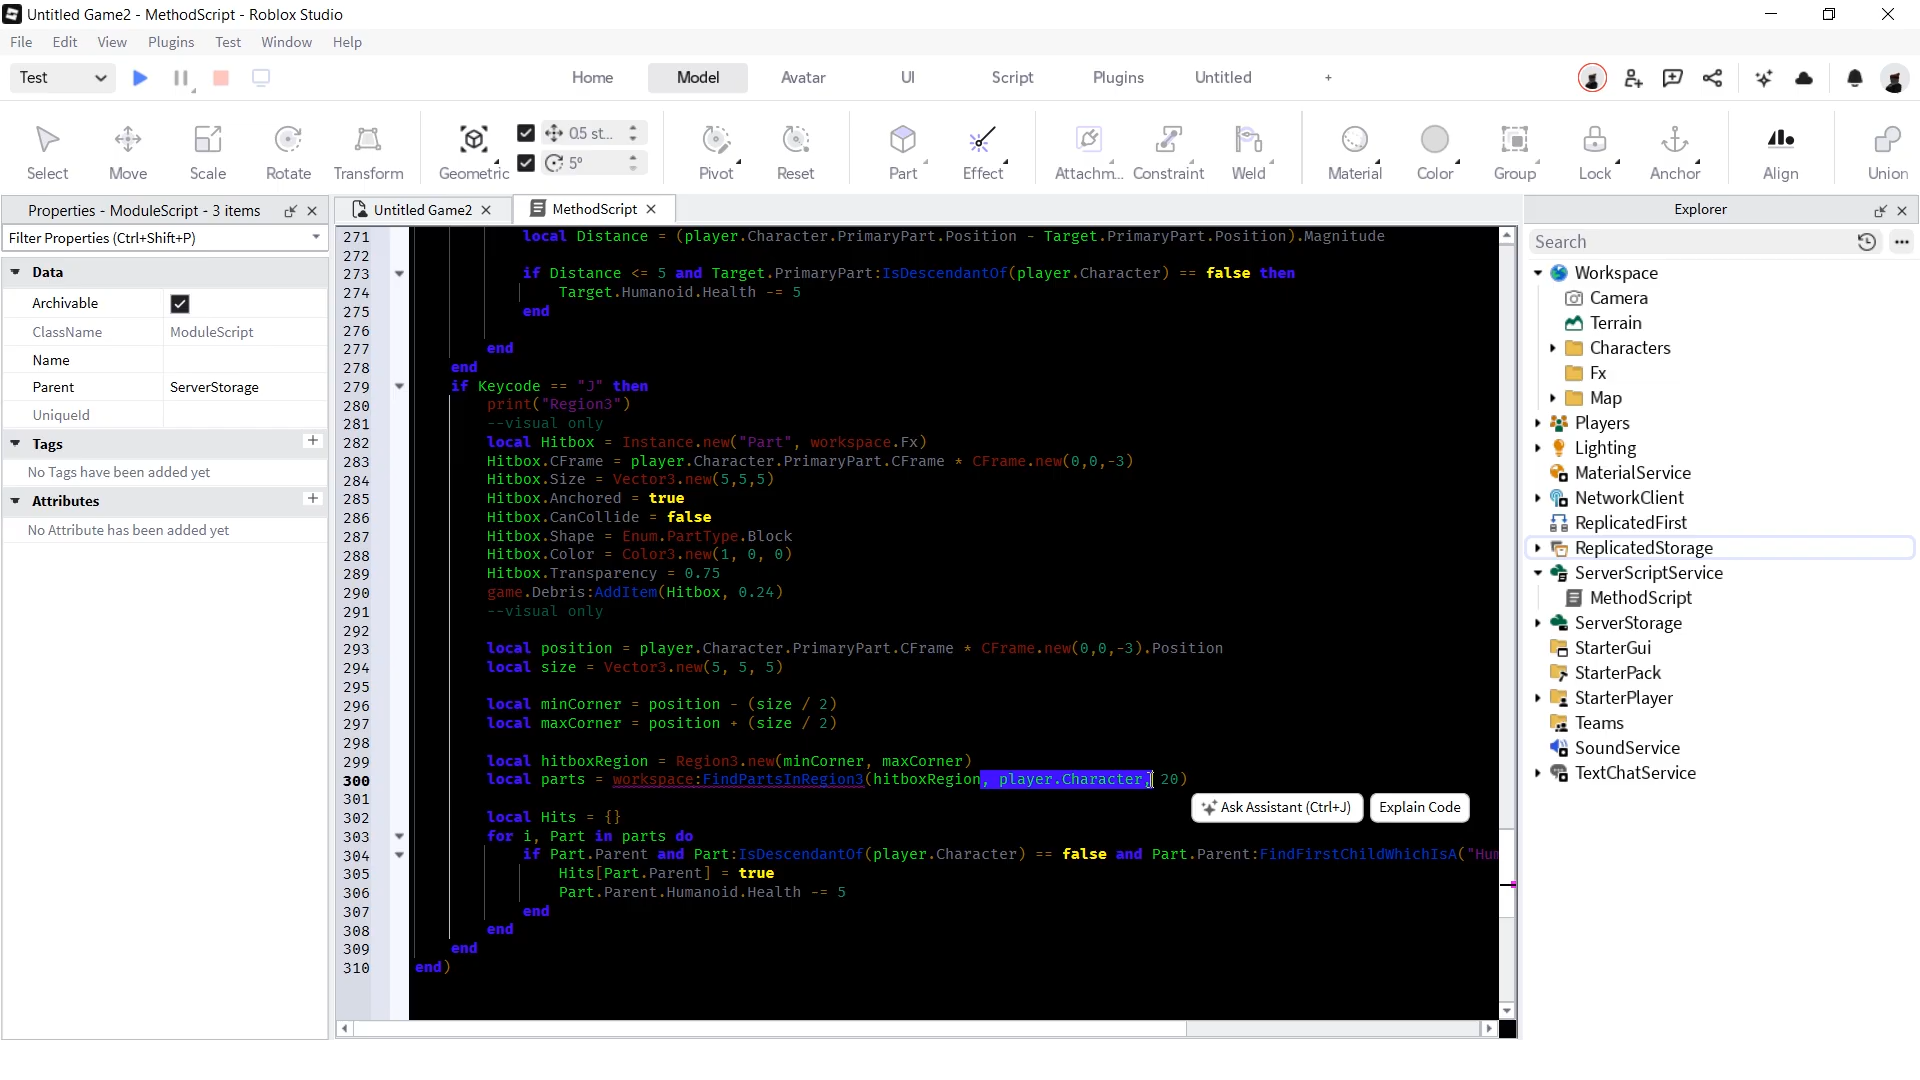 Untitled Game2 - MethodScript - Roblox Studio
File Edit View Plugins Test Window Help
Test Home Model Avatar UI Script Plugins Untitled +
0.5 st...
5°
Select Move Scale Rotate Transform Geometric Pivot Reset Part Effect Attachm... Constraint Weld Material Color Group Lock Anchor Align Union
Properties - ModuleScript - 3 items
Filter Properties (Ctrl+Shift+P)
Data
Archivable
ClassName ModuleScript
Name
Parent ServerStorage
UniqueId
Tags +
No Tags have been added yet
Attributes +
No Attribute has been added yet
Untitled Game2 MethodScript
271 local Distance = (player.Character.PrimaryPart.Position - Target.PrimaryPart.Position).Magnitude
272
273 if Distance <= 5 and Target.PrimaryPart:IsDescendantOf(player.Character) == false then
274 Target.Humanoid.Health -= 5
275 end
276
277 end
278 end
279 if Keycode == "J" then
280 print("Region3")
281 --visual only
282 local Hitbox = Instance.new("Part", workspace.Fx)
283 Hitbox.CFrame = player.Character.PrimaryPart.CFrame * CFrame.new(0,0,-3)
284 Hitbox.Size = Vector3.new(5,5,5)
285 Hitbox.Anchored = true
286 Hitbox.CanCollide = false
287 Hitbox.Shape = Enum.PartType.Block
288 Hitbox.Color = Color3.new(1, 0, 0)
289 Hitbox.Transparency = 0.75
290 game.Debris:AddItem(Hitbox, 0.24)
291 --visual only
292
293 local position = player.Character.PrimaryPart.CFrame * CFrame.new(0,0,-3).Position
294 local size = Vector3.new(5, 5, 5)
295
296 local minCorner = position - (size / 2)
297 local maxCorner = position + (size / 2)
298
299 local hitboxRegion = Region3.new(minCorner, maxCorner)
300 local parts = workspace:FindPartsInRegion3(hitboxRegion, player.Character, 20)
301
302 local Hits = {}
303 for i, Part in parts do
304 if Part.Parent and Part:IsDescendantOf(player.Character) == false and Part.Parent:FindFirstChildWhichIsA("Hum
305 Hits[Part.Parent] = true
306 Part.Parent.Humanoid.Health -= 5
307 end
308 end
309 end
310 end)
Ask Assistant (Ctrl+J) Explain Code
Explorer
Search
Workspace
Camera
Terrain
Characters
Fx
Map
Players
Lighting
MaterialService
NetworkClient
ReplicatedFirst
ReplicatedStorage
ServerScriptService
MethodScript
ServerStorage
StarterGui
StarterPack
StarterPlayer
Teams
SoundService
TextChatService